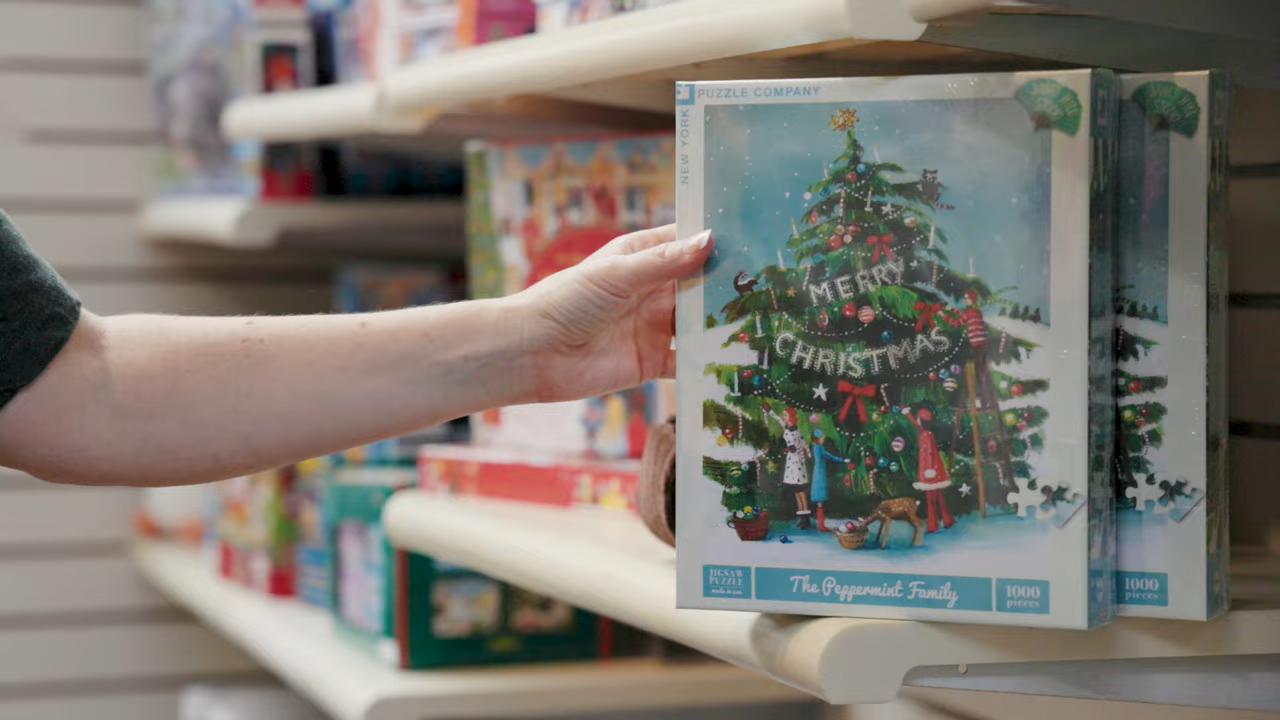 PUZZLE COMPANY
NEW YORK
MERRY
CHRISTMAS
JIGSAW
PUZZLE
made in usa
The Peppermint Family
1000
pieces
1000
pieces